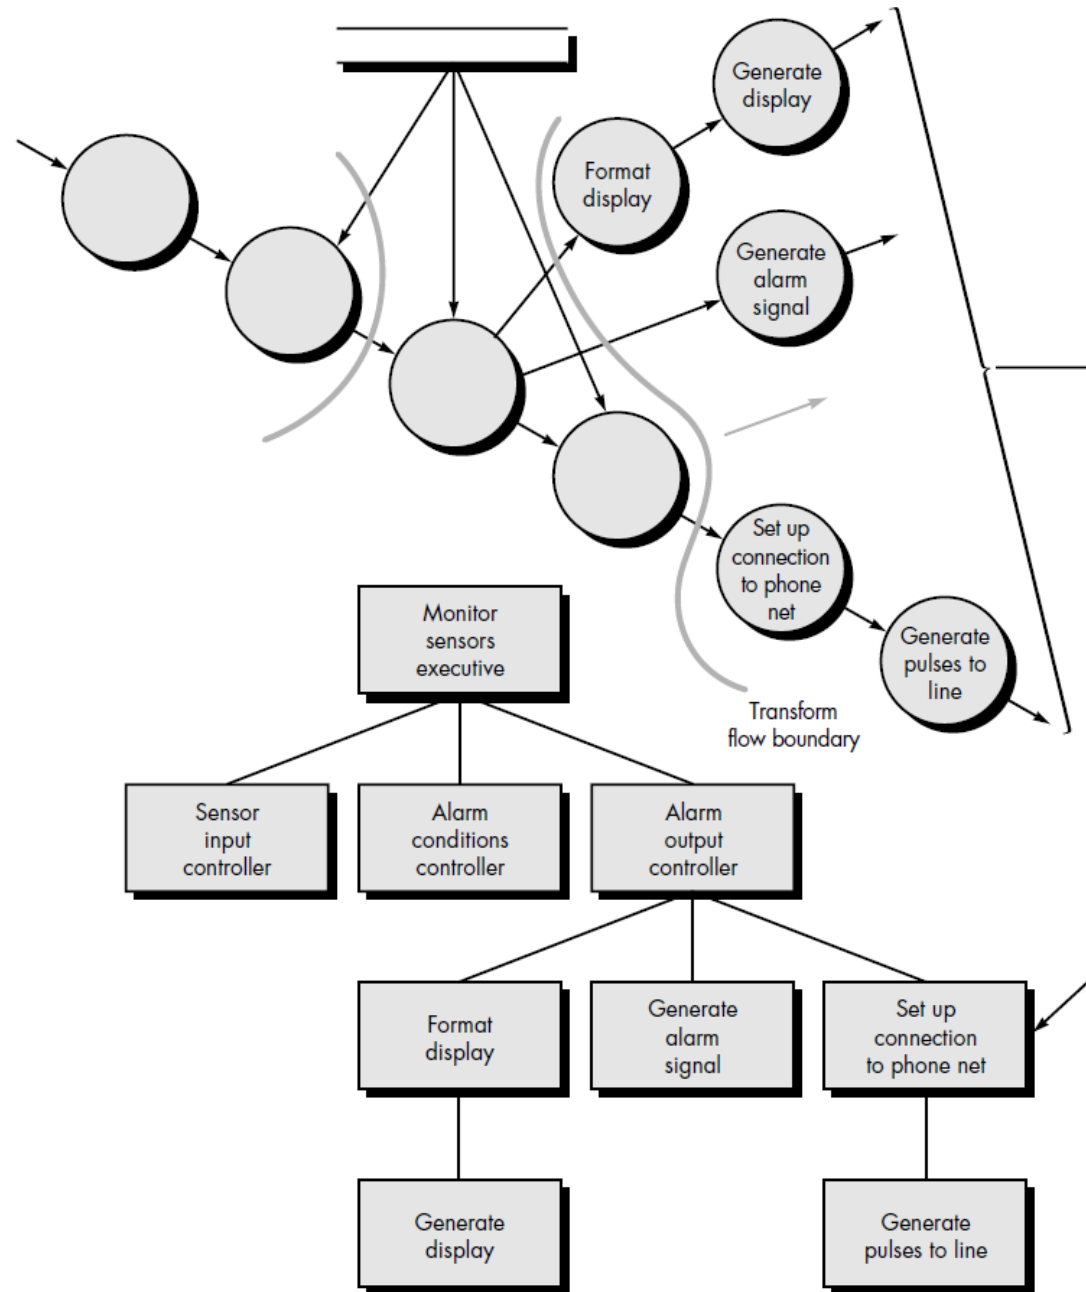 Generate
display
Format
display
Generate
alarm
signal
Set up
connection
to phone
net
Generate
pulses to
line
Transform
flow boundary
Monitor
sensors
executive
Sensor
input
controller
Alarm
conditions
controller
Alarm
output
controller
Format
display
Generate
alarm
signal
Set up
connection
to phone net
Generate
display
Generate
pulses to line